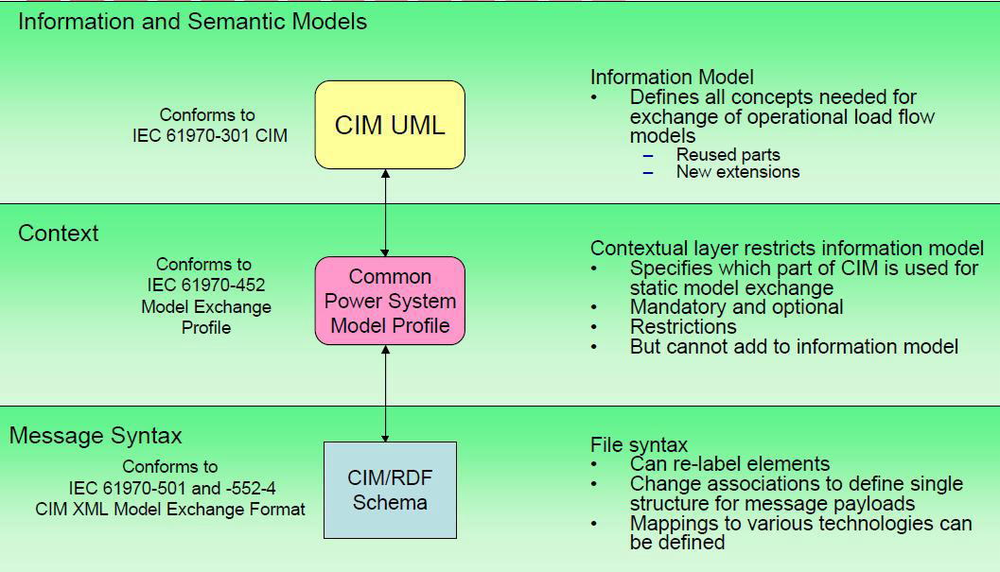 Information and Semantic Models
Conforms to
IEC 61970-301 CIM
CIM UML
Information Model
• Defines all concepts needed for
exchange of operational load flow
models
– Reused parts
– New extensions
Context
Conforms to
IEC 61970-452
Model Exchange
Profile
Common
Power System
Model Profile
Contextual layer restricts information model
• Specifies which part of CIM is used for
static model exchange
• Mandatory and optional
• Restrictions
• But cannot add to information model
Message Syntax
Conforms to
IEC 61970-501 and -552-4
CIM XML Model Exchange Format
CIM/RDF
Schema
File syntax
• Can re-label elements
• Change associations to define single
structure for message payloads
• Mappings to various technologies can
be defined